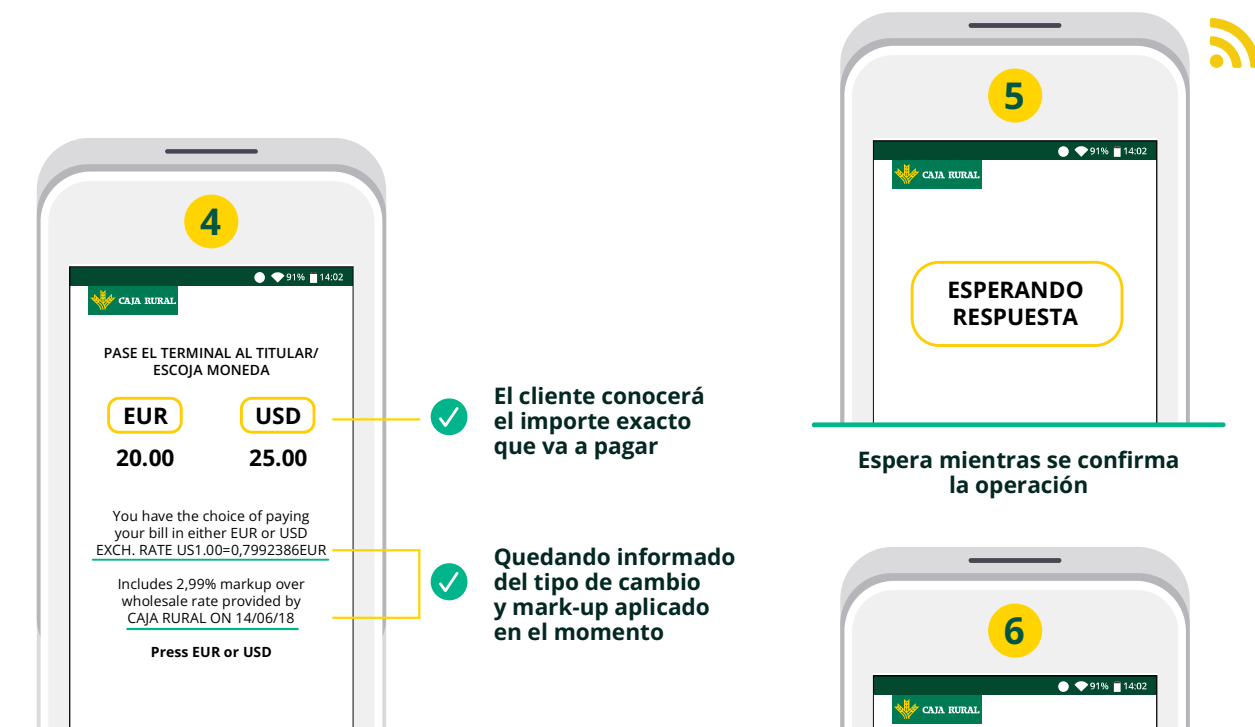 4
91% 14:02
CAJA RURAL
PASE EL TERMINAL AL TITULAR/
ESCOJA MONEDA
EUR USD
20.00 25.00
You have the choice of paying
your bill in either EUR or USD
EXCH. RATE US1.00=0,7992386EUR
Includes 2,99% markup over
wholesale rate provided by
CAJA RURAL ON 14/06/18
Press EUR or USD
El cliente conocerá
el importe exacto
que va a pagar
Quedando informado
del tipo de cambio
y mark-up aplicado
en el momento
5
91% 14:02
CAJA RURAL
ESPERANDO
RESPUESTA
Espera mientras se confirma
la operación
6
91% 14:02
CAJA RURAL